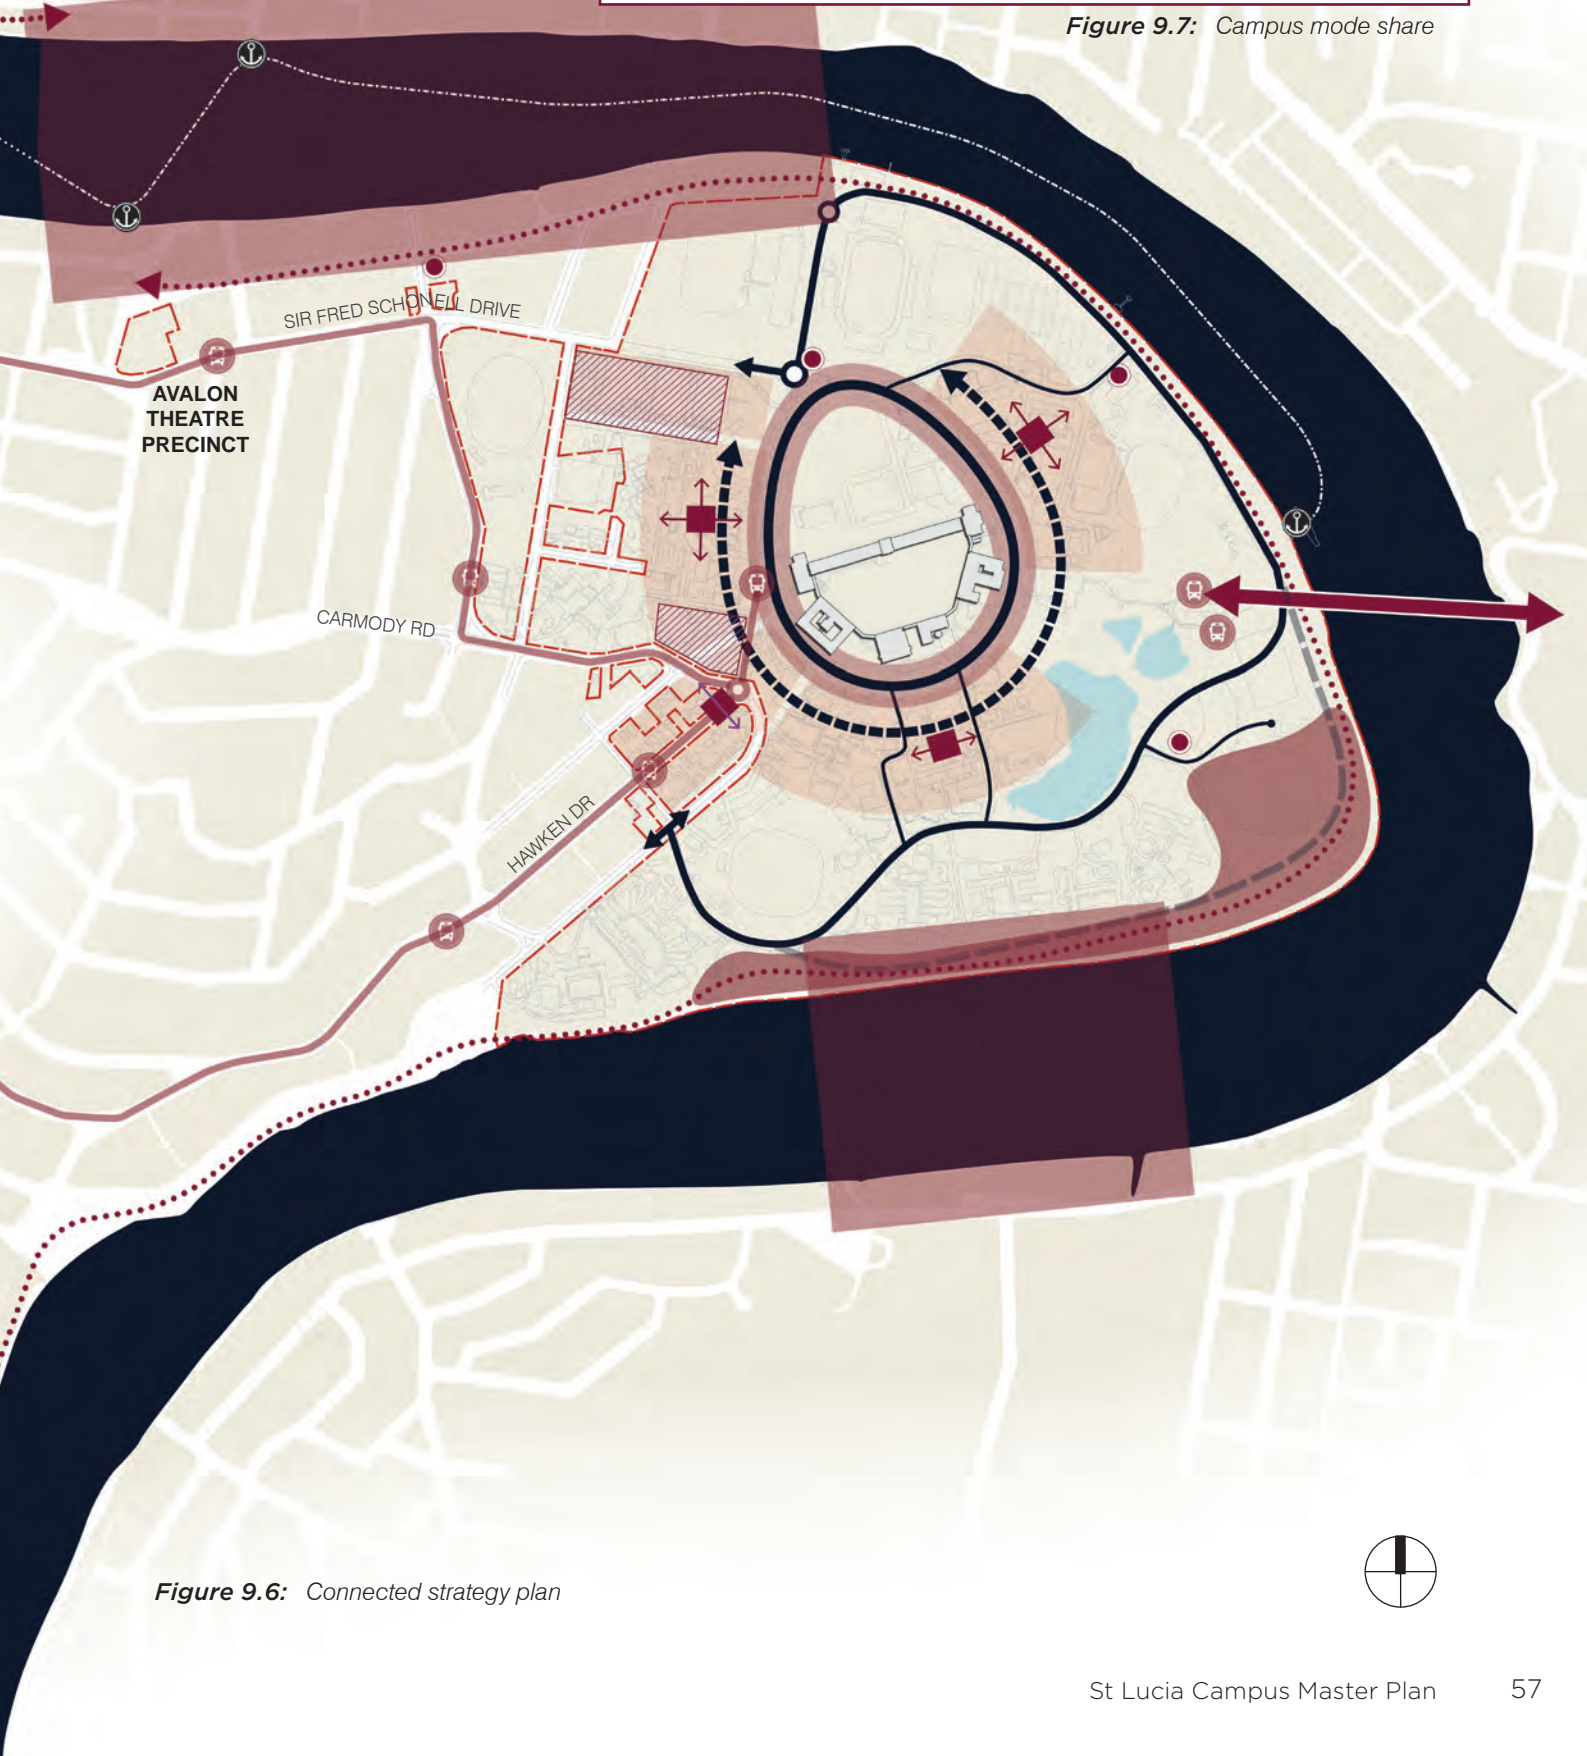 Figure 9.7: Campus mode share
SIR FRED SCHONELL DRIVE
AVALON
THEATRE
PRECINCT
CARMODY RD
HAWKEN DR
Figure 9.6: Connected strategy plan
St Lucia Campus Master Plan 57